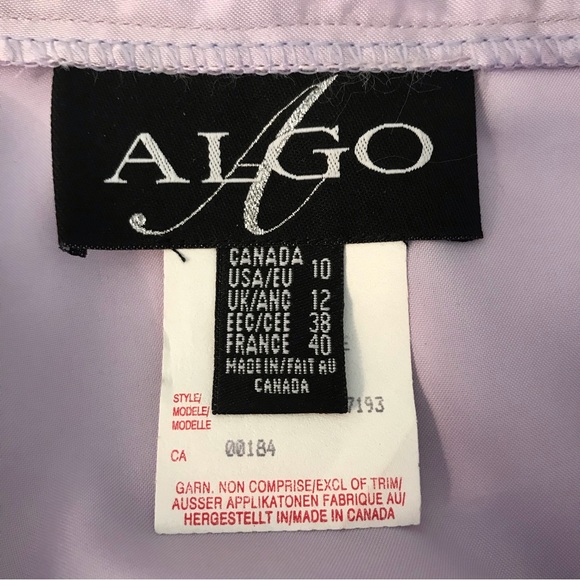 ALGO
A
CANADA
USA/EU 10
UK/ANG 12
EEC/CEE 38
FRANCE 40
MADE IN/FAIT AU
CANADA
STYLE/
MODELE/ 7193
MODELLE
CA 00184
GARN. NON COMPRISE/EXCL OF TRIM/
AUSSER APPLIKATONEN FABRIQUE AU/
HERGESTELLT IN/MADE IN CANADA